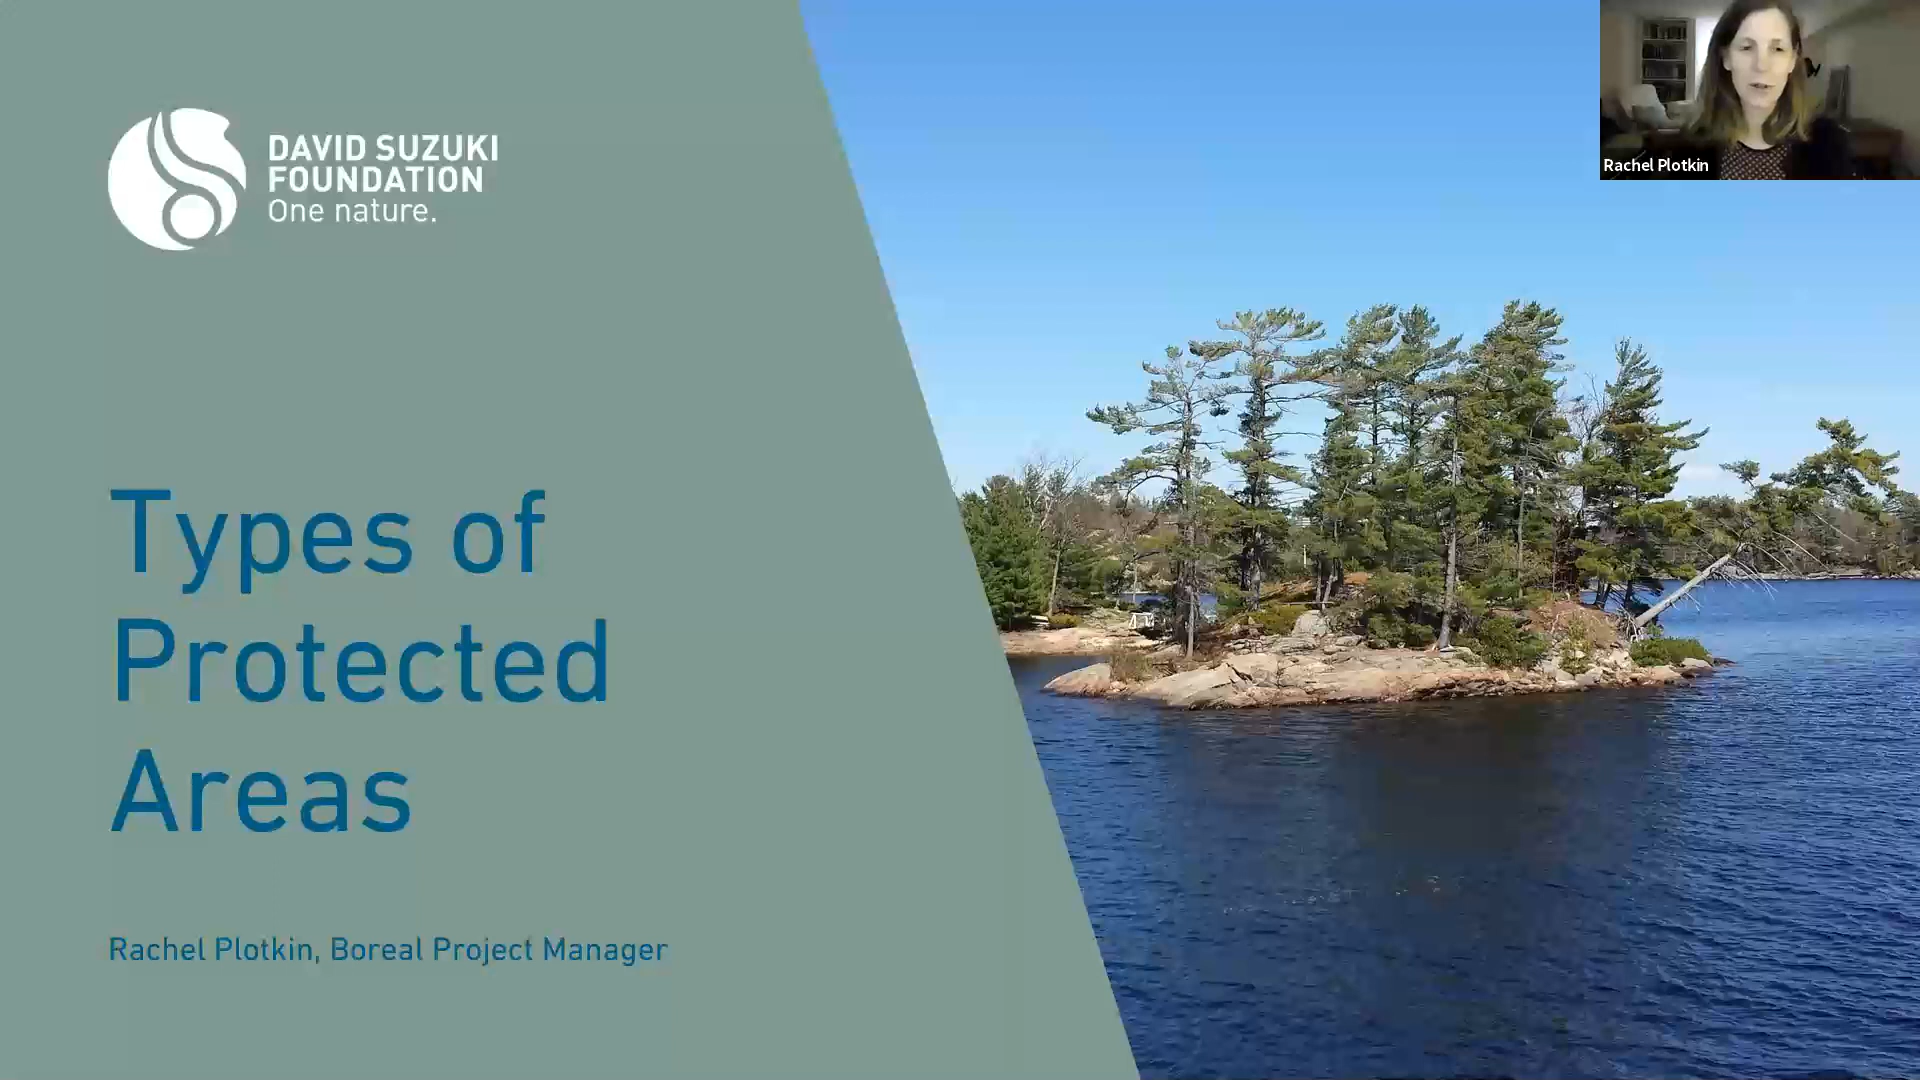 DAVID SUZUKI
FOUNDATION
One nature.
Types of
Protected
Areas
Rachel Plotkin, Boreal Project Manager
Rachel Plotkin